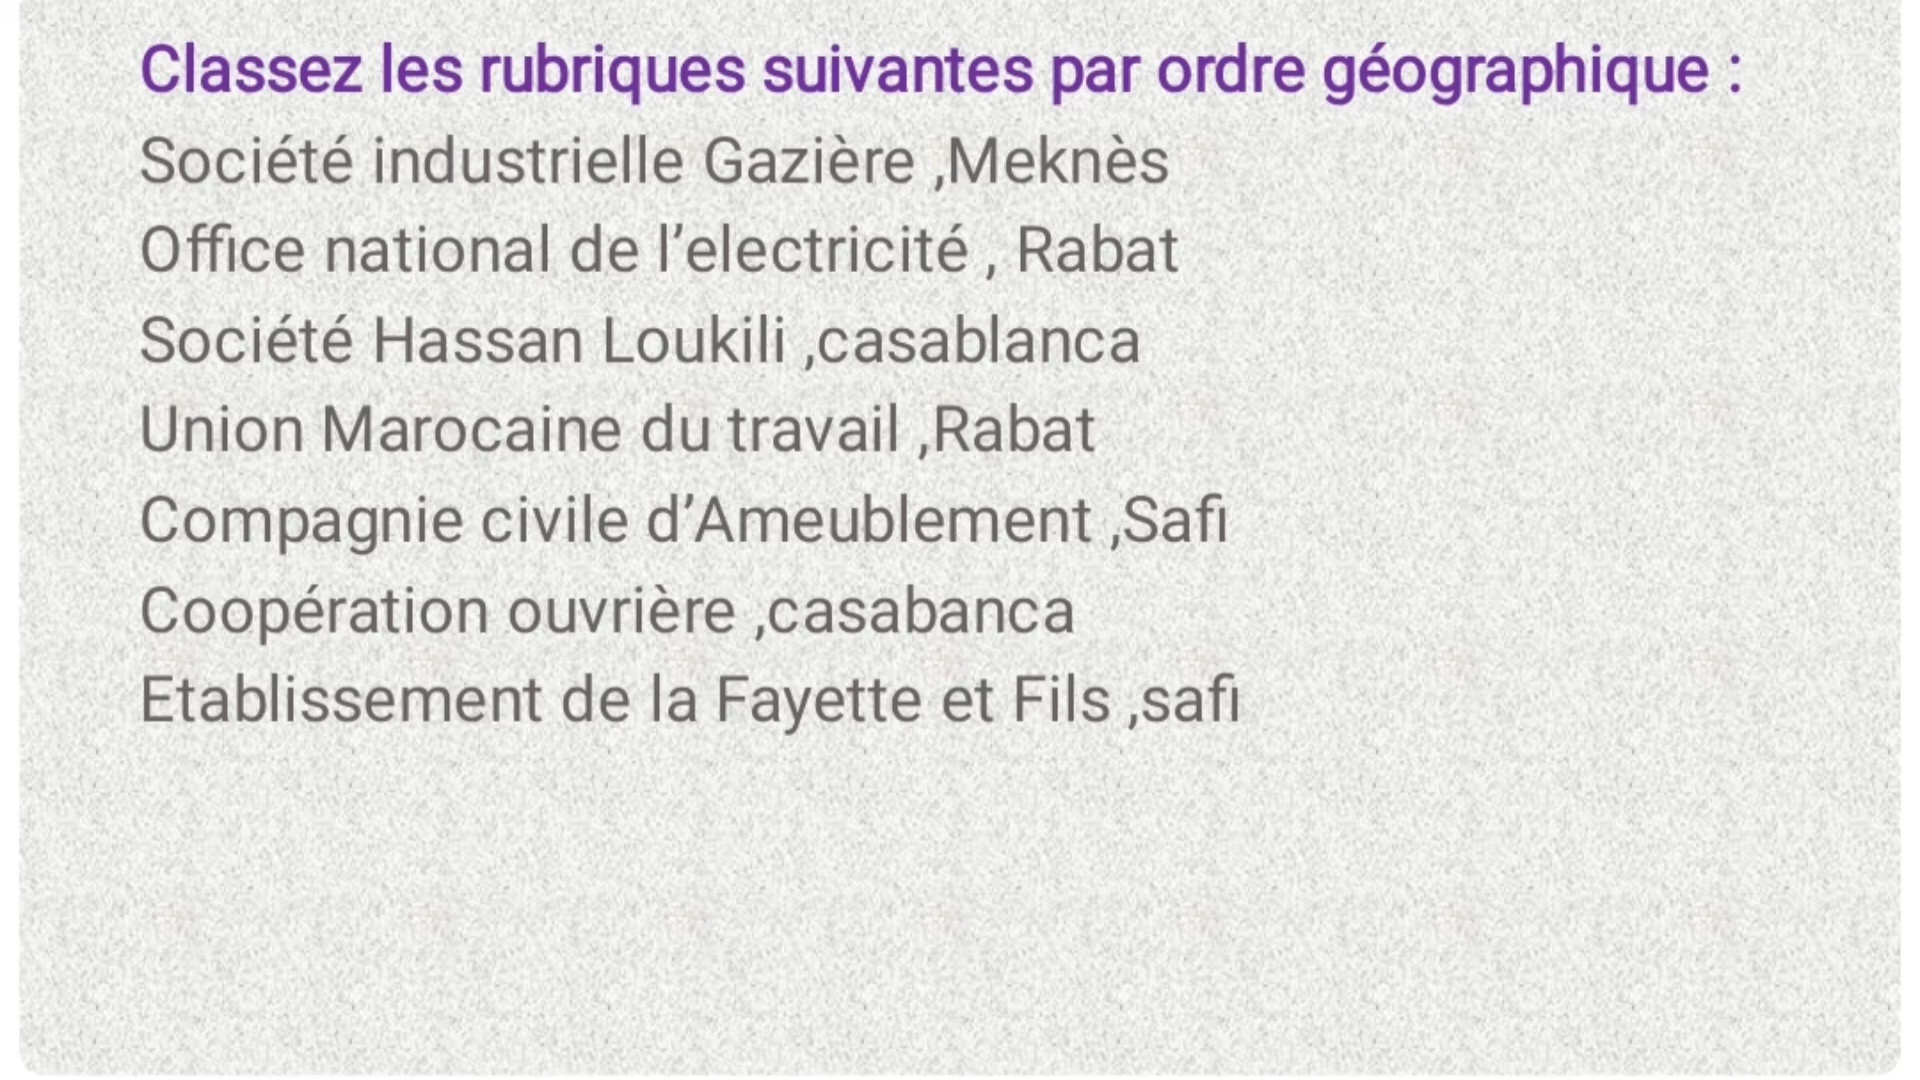 Classez les rubriques suivantes par ordre géographique :
Société industrielle Gazière ,Meknès
Office national de l’electricité , Rabat
Société Hassan Loukili ,casablanca
Union Marocaine du travail ,Rabat
Compagnie civile d’Ameublement ,Safi
Coopération ouvrière ,casabanca
Etablissement de la Fayette et Fils ,safi